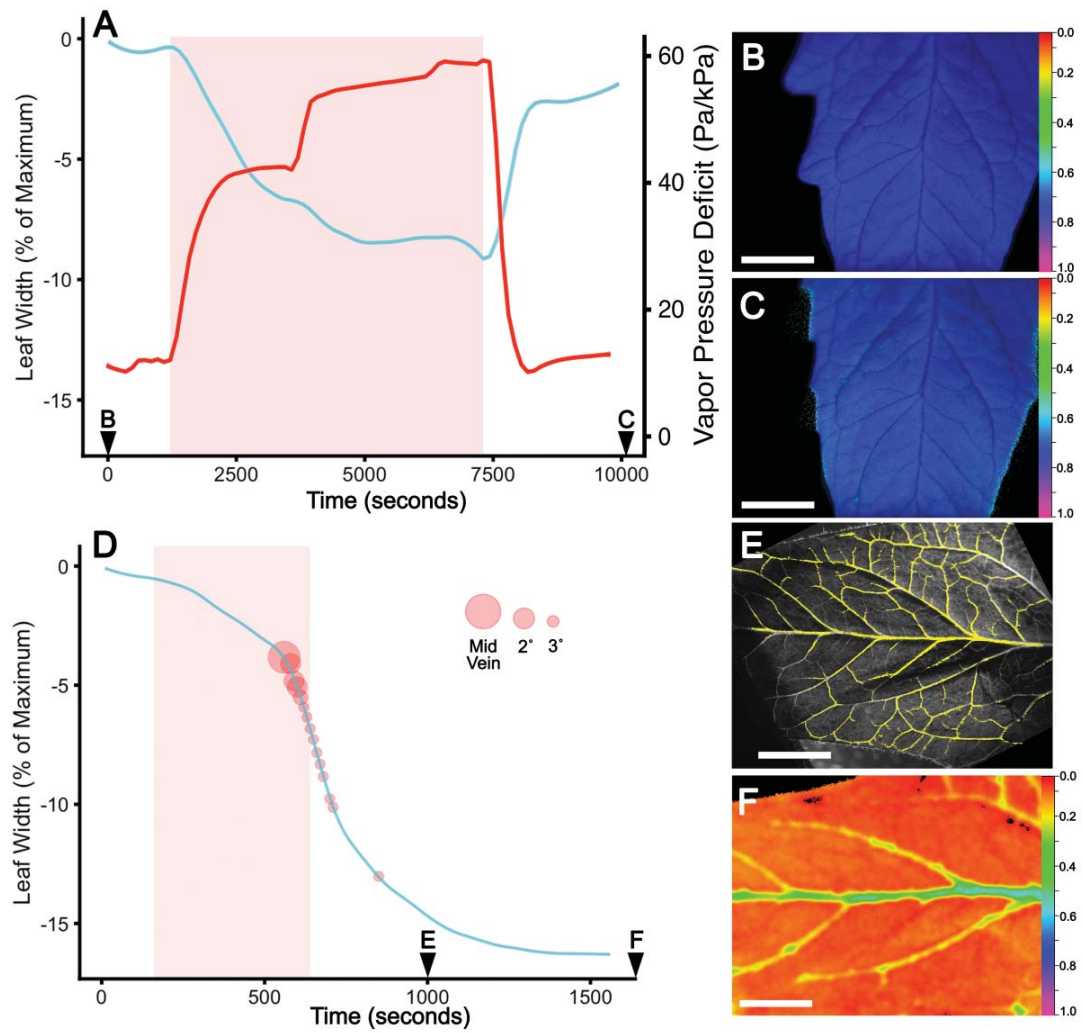 A
0
-5
-10
-15
Leaf Width (% of Maximum)
60
40
20
0
Vapor Pressure Deficit (Pa/kPa)
B
C
0
2500
5000
7500
10000
Time (seconds)
B
0.0
0.2
0.4
0.6
0.8
1.0
C
0.0
0.2
0.4
0.6
0.8
1.0
D
0
-5
-10
-15
Leaf Width (% of Maximum)
Mid
Vein
2°
3°
E
F
0
500
1000
1500
Time (seconds)
E
F
0.0
0.2
0.4
0.6
0.8
1.0